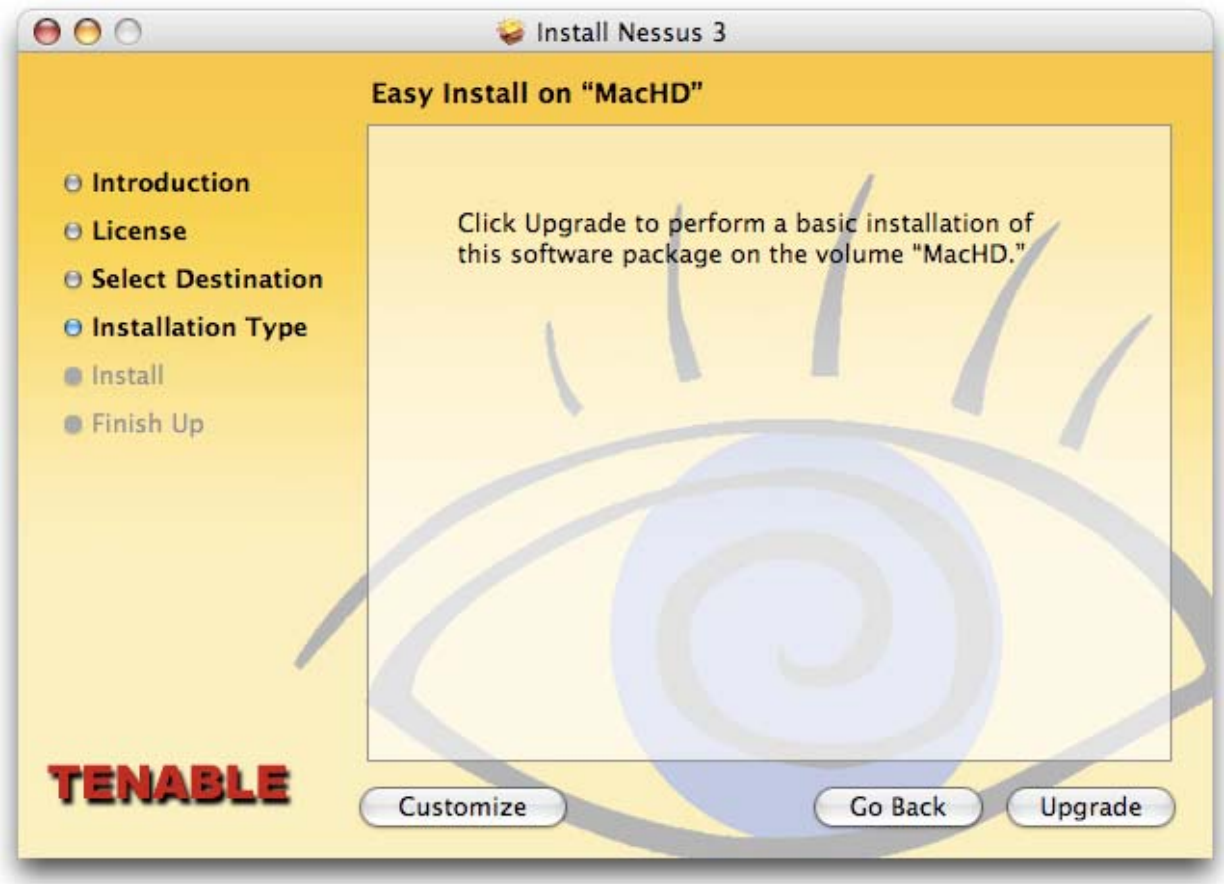 Install Nessus 3
Easy Install on “MacHD”
Introduction
License
Select Destination
Installation Type
Install
Finish Up
Click Upgrade to perform a basic installation of
this software package on the volume “MacHD.”
TENABLE
Customize
Go Back
Upgrade